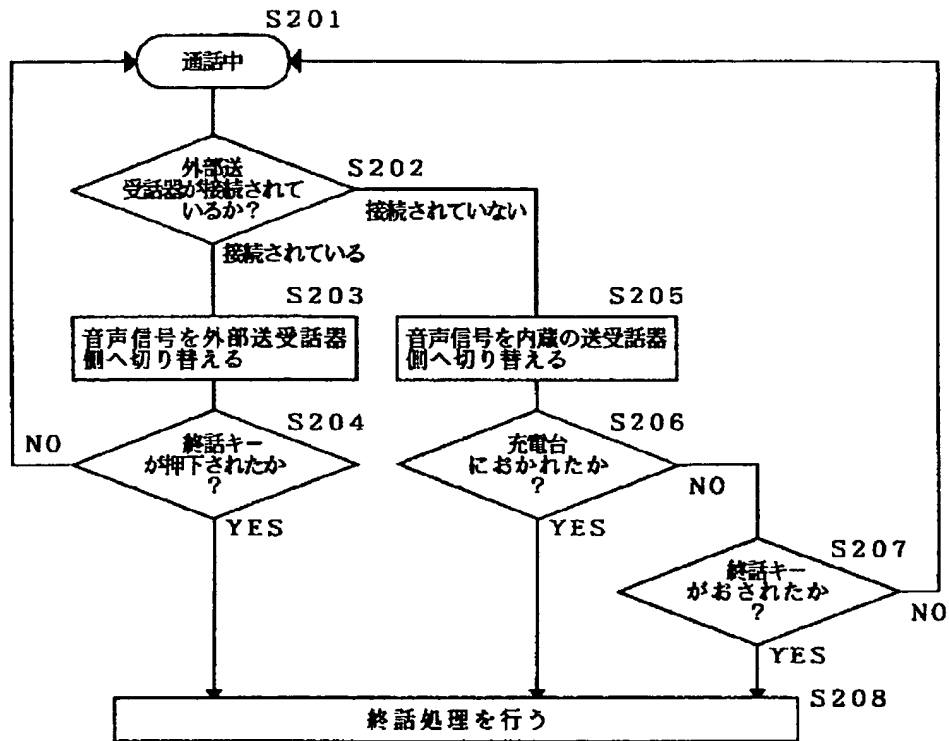 S201
通話中
外部送
受話器が接続されて
いるか?
S202
接続されていない
接続されている
S203
音声信号を外部送受話器
側へ切り替える
S205
音声信号を内蔵の送受話器
側へ切り替える
S204
終話キー
が押下されたか
?
NO
YES
S206
充電台
におかれたか
?
NO
YES
S207
終話キー
がおされたか
?
NO
YES
S208
終話処理を行う